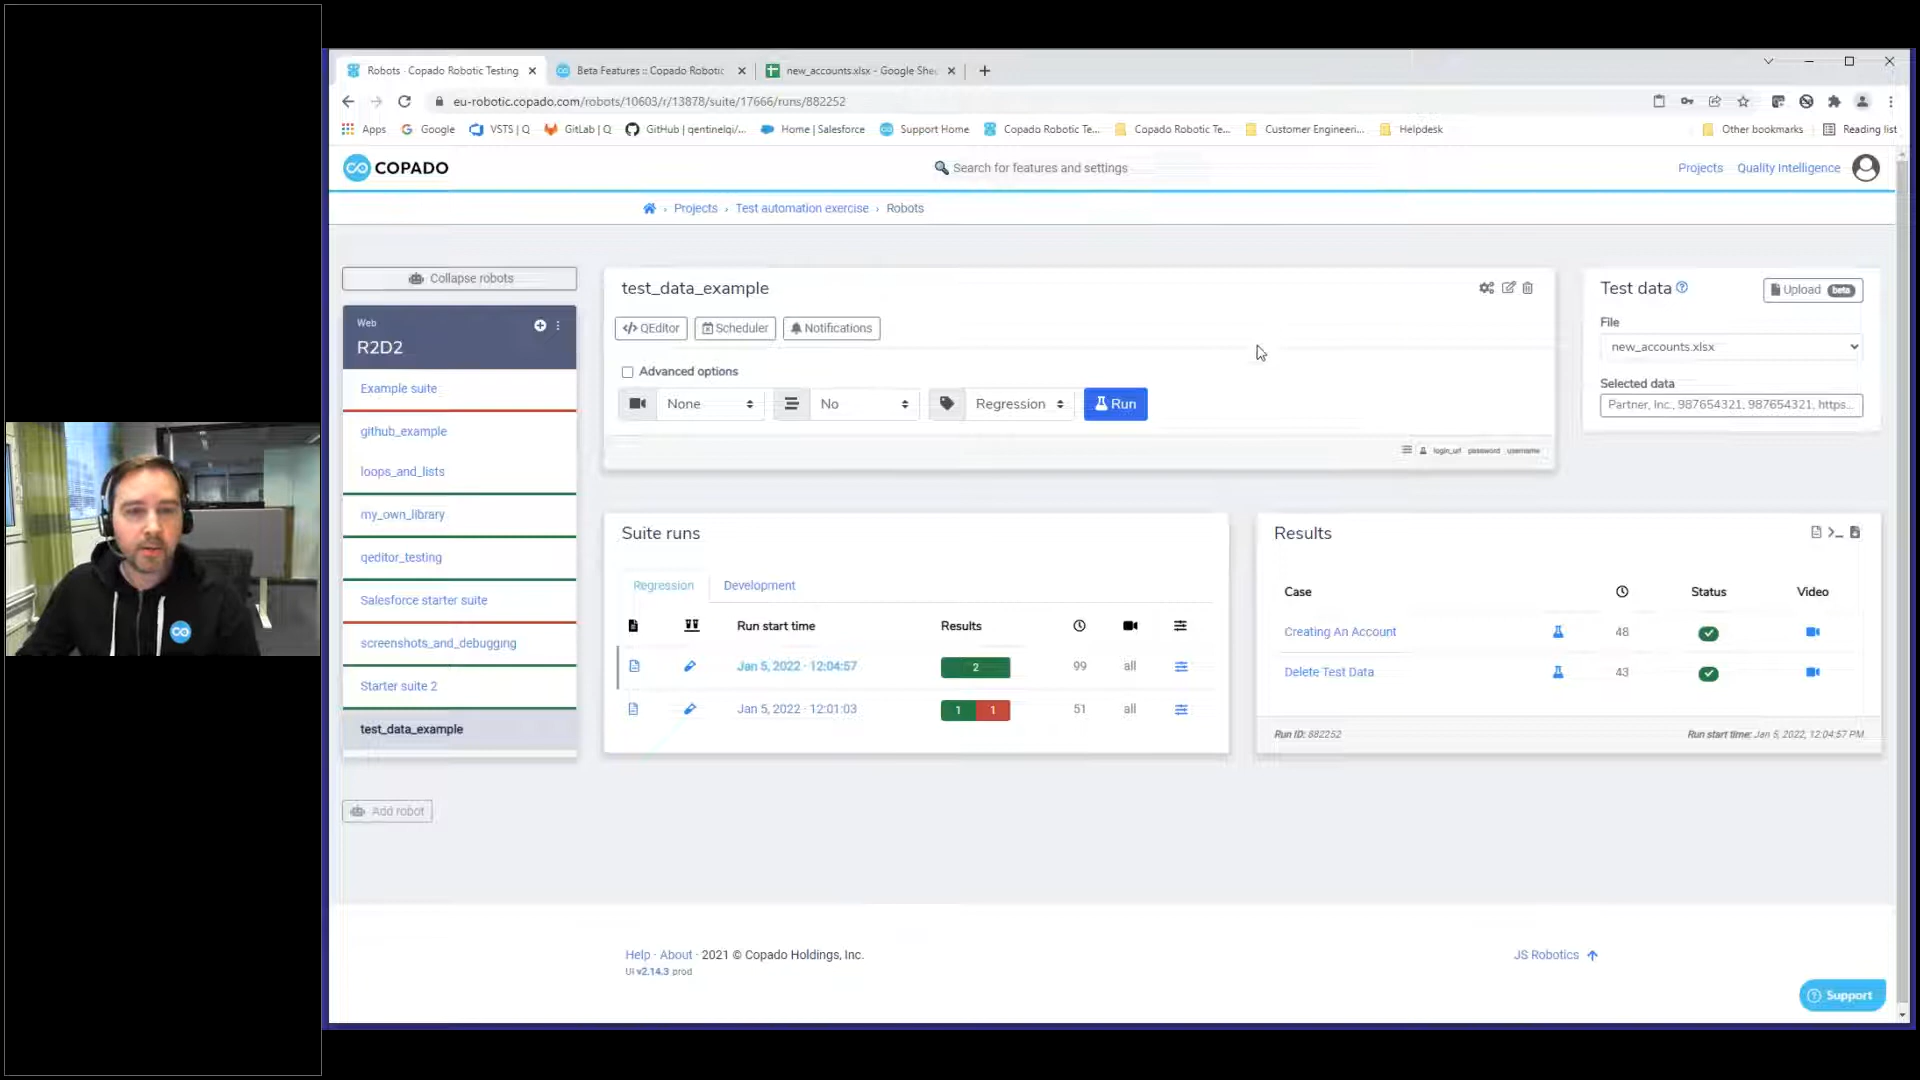 Robots · Copado Robotic Testing
Beta Features :: Copado Robotic
new_accounts.xlsx - Google She
eu-robotic.copado.com/robots/10603/r/13878/suite/17666/runs/882252
Apps
Google
VSTS | Q
GitLab | Q
GitHub | qentinelqi/...
Home | Salesforce
Support Home
Copado Robotic Te...
Copado Robotic Te...
Customer Engineeri...
Helpdesk
Other bookmarks
Reading list
COPADO
Search for features and settings
Projects
Quality Intelligence
Projects › Test automation exercise › Robots
Collapse robots
Web
R2D2
Example suite
github_example
loops_and_lists
my_own_library
qeditor_testing
Salesforce starter suite
screenshots_and_debugging
Starter suite 2
test_data_example
Add robot
test_data_example
</> QEditor
Scheduler
Notifications
Advanced options
None
No
Regression
Run
login_url password username
Test data
Upload beta
File
new_accounts.xlsx
Selected data
Partner, Inc., 987654321, 987654321, https...
Suite runs
Regression
Development
Run start time
Results
Jan 5, 2022 · 12:04:57
2
99
all
Jan 5, 2022 · 12:01:03
1
1
51
all
Results
Case
Status
Video
Creating An Account
48
Delete Test Data
43
Run ID: 882252
Run start time: Jan 5, 2022, 12:04:57 PM
Help · About · 2021 © Copado Holdings, Inc.
UI v2.14.3 prod
JS Robotics
Support